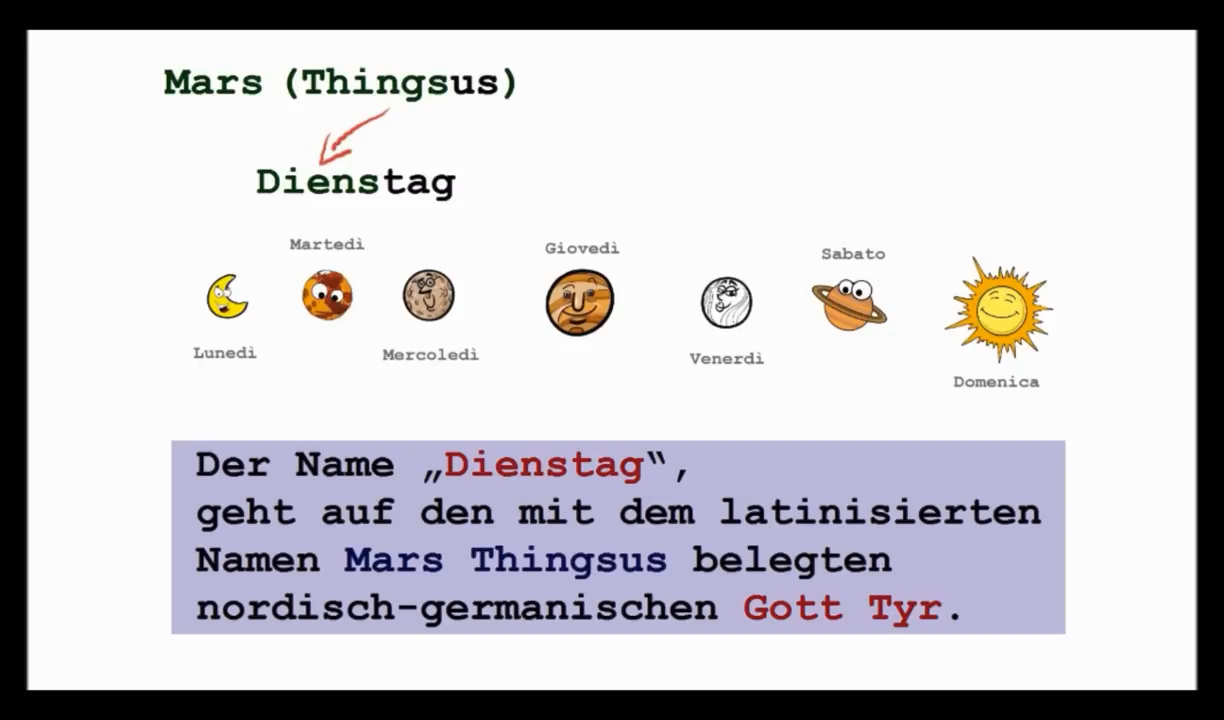 Mars (Thingsus)
Dienstag
Martedì
Giovedì
Sabato
Lunedì
Mercoledì
Venerdì
Domenica
Der Name „Dienstag“,
geht auf den mit dem latinisierten
Namen Mars Thingsus belegten
nordisch-germanischen Gott Tyr.